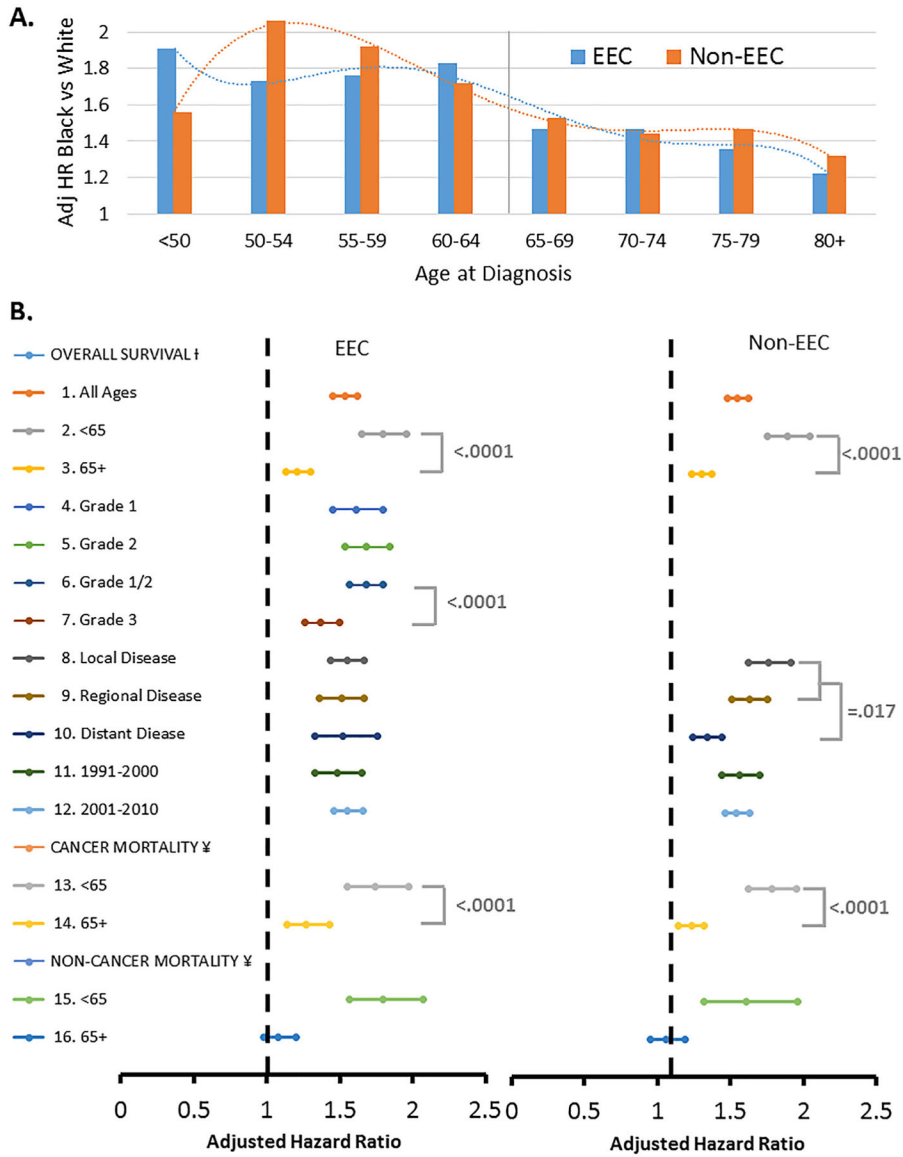 A.
Adj HR Black vs White
2
1.8
1.6
1.4
1.2
1
EEC Non-EEC
<50 50-54 55-59 60-64 65-69 70-74 75-79 80+
Age at Diagnosis
B.
EEC Non-EEC
OVERALL SURVIVAL ƚ
1. All Ages
2. <65
<.0001 <.0001
3. 65+
4. Grade 1
5. Grade 2
6. Grade 1/2
<.0001
7. Grade 3
8. Local Disease
9. Regional Disease
=.017
10. Distant Diease
11. 1991-2000
12. 2001-2010
CANCER MORTALITY ¥
13. <65
<.0001 <.0001
14. 65+
NON-CANCER MORTALITY ¥
15. <65
16. 65+
0 0.5 1 1.5 2 2.5 0 0.5 1 1.5 2 2.5
Adjusted Hazard Ratio Adjusted Hazard Ratio